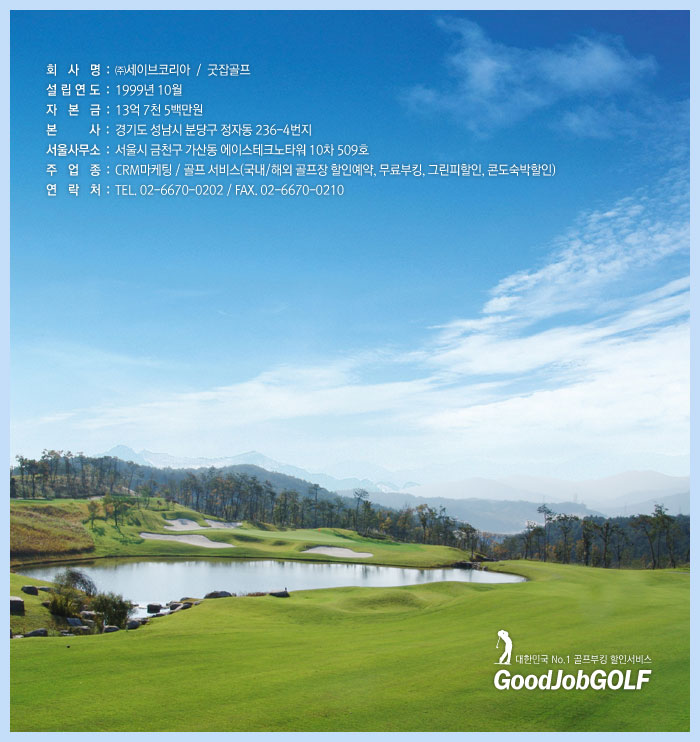 회 사 명 : ㈜세이브코리아 / 굿잡골프
설립연도 : 1999년 10월
자 본 금 : 13억 7천 5백만원
본 사 : 경기도 성남시 분당구 정자동 236-4번지
서울사무소 : 서울시 금천구 가산동 에이스테크노타워 10차 509호
주 업 종 : CRM마케팅 / 골프 서비스(국내/해외 골프장 할인예약, 무료부킹, 그린피할인, 콘도숙박할인)
연 락 처 : TEL. 02-6670-0202 / FAX. 02-6670-0210
대한민국 No.1 골프부킹 할인서비스
GoodJobGOLF